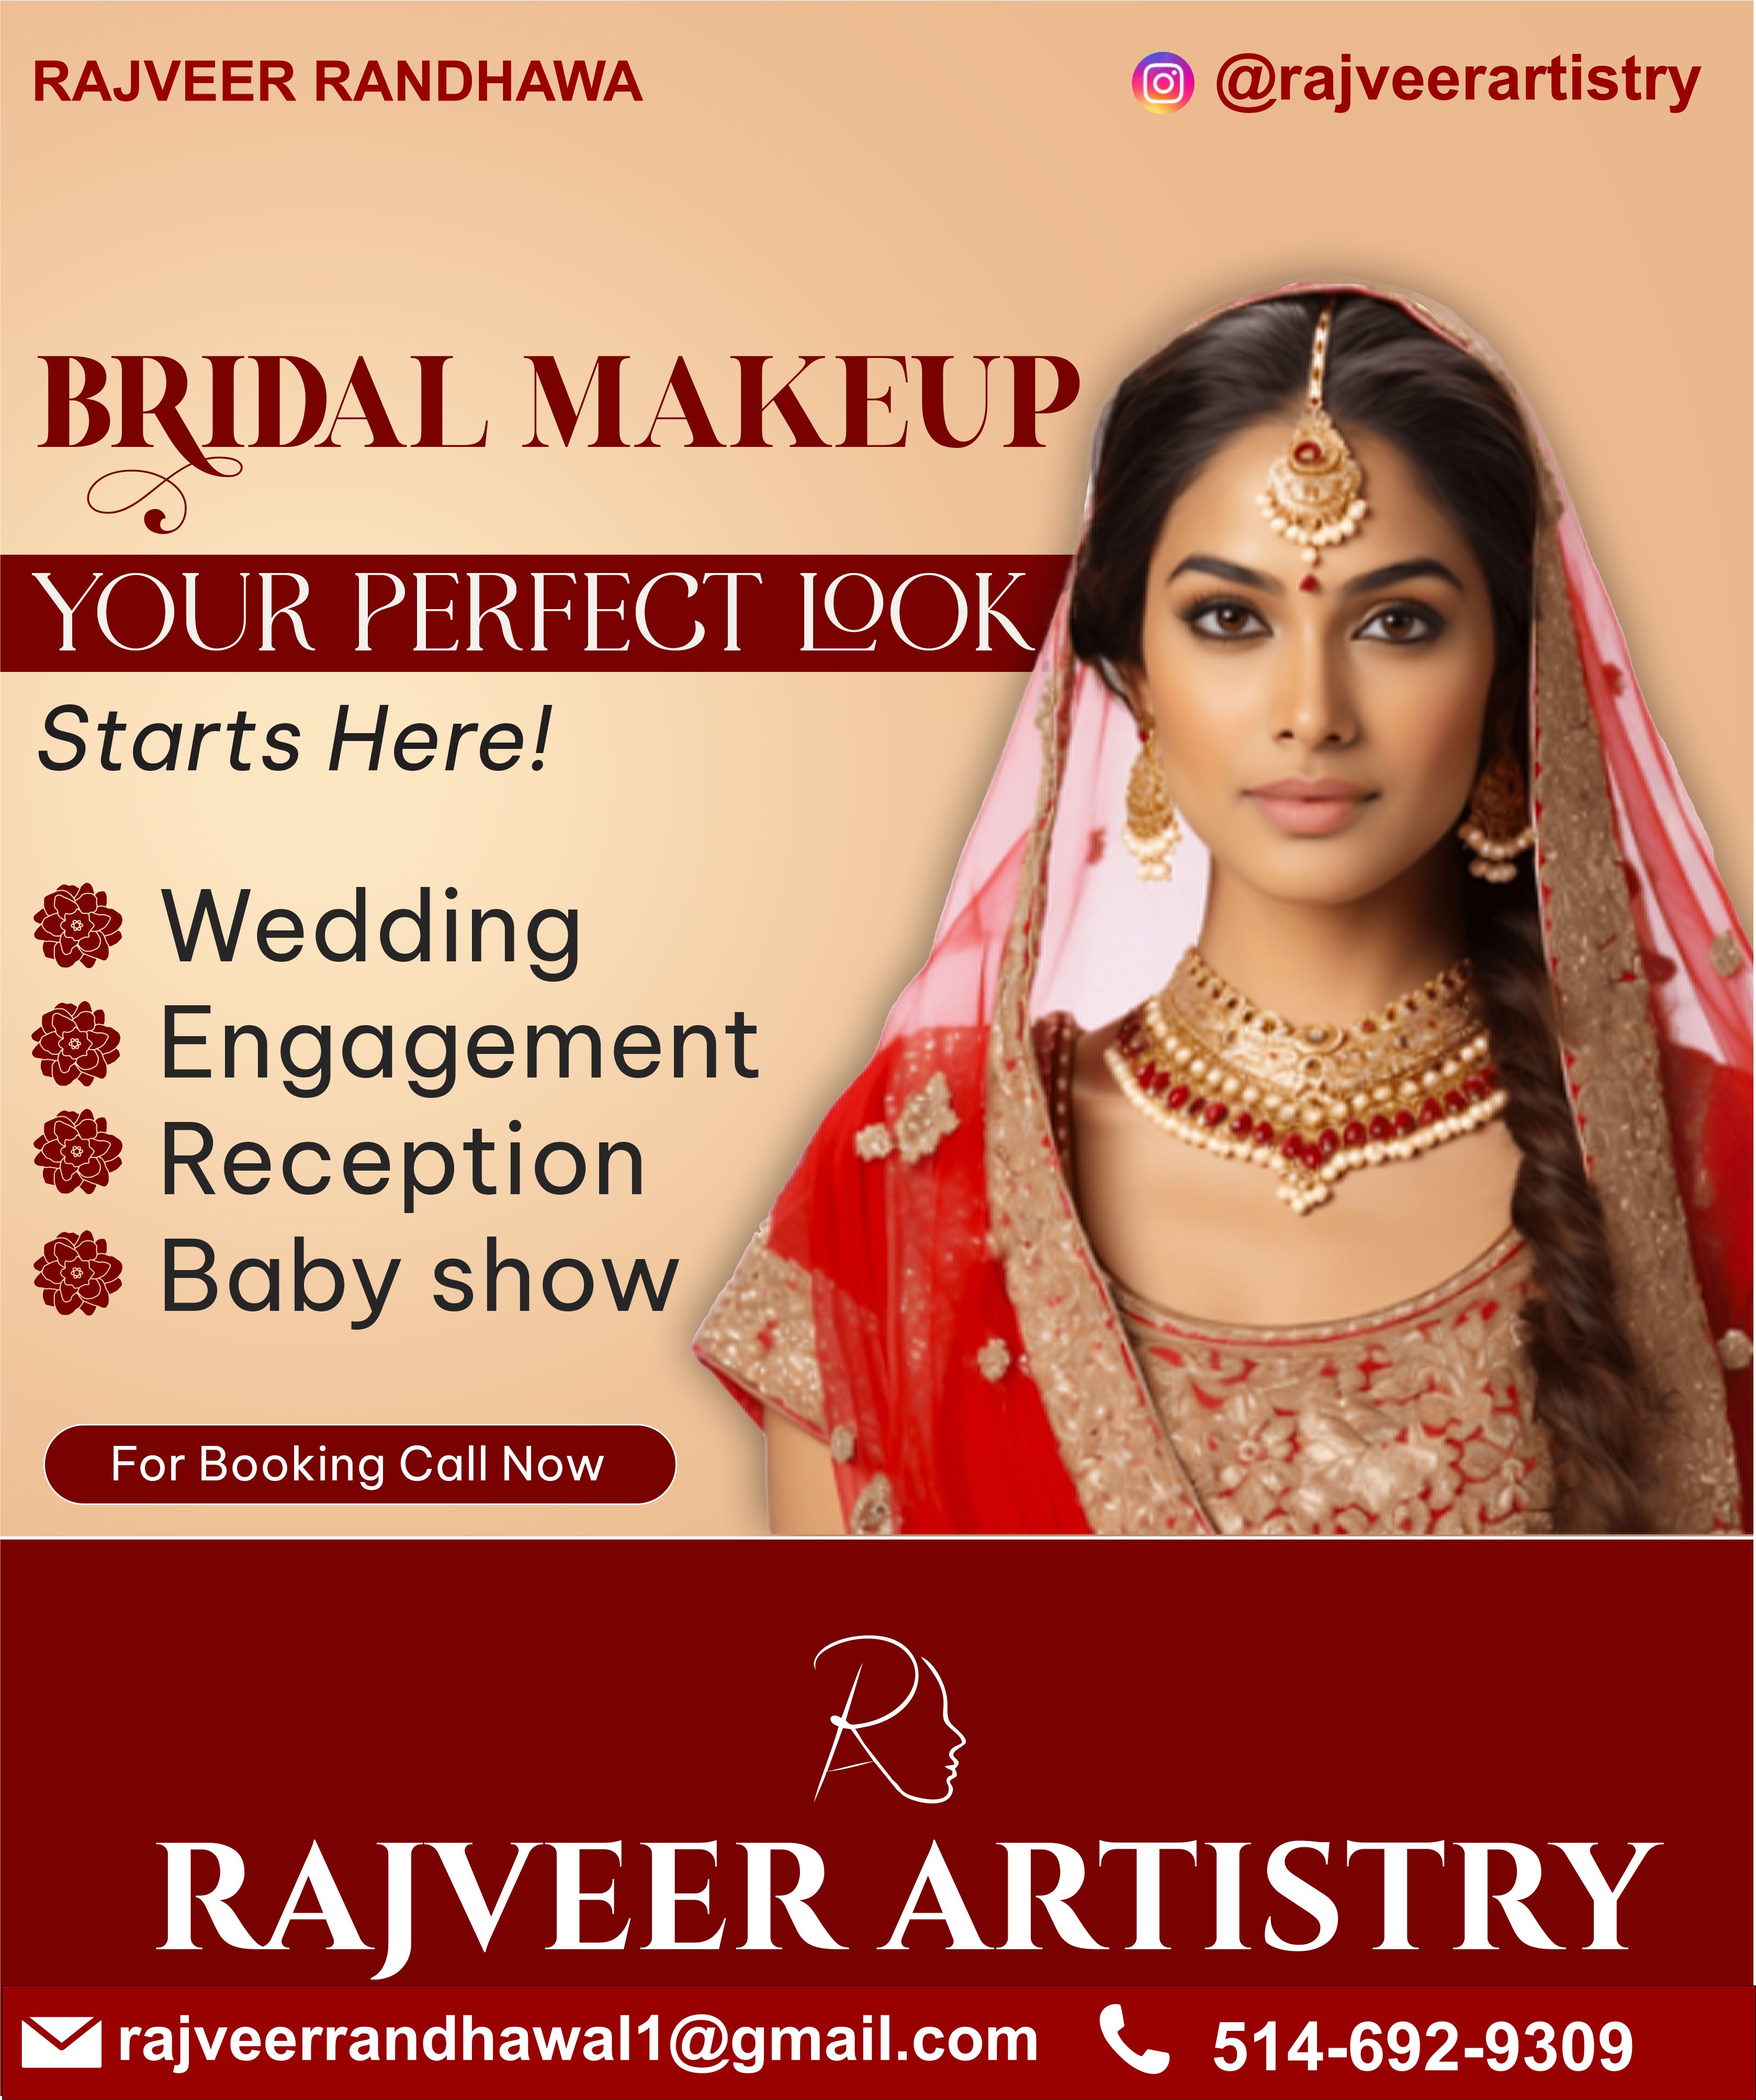 RAJVEER RANDHAWA
@rajveerartistry
BRIDAL MAKEUP
YOUR PERFECT LOOK
Starts Here!
Wedding
Engagement
Reception
Baby show
For Booking Call Now
RAJVEER ARTISTRY
rajveerrandhawal1@gmail.com
514-692-9309